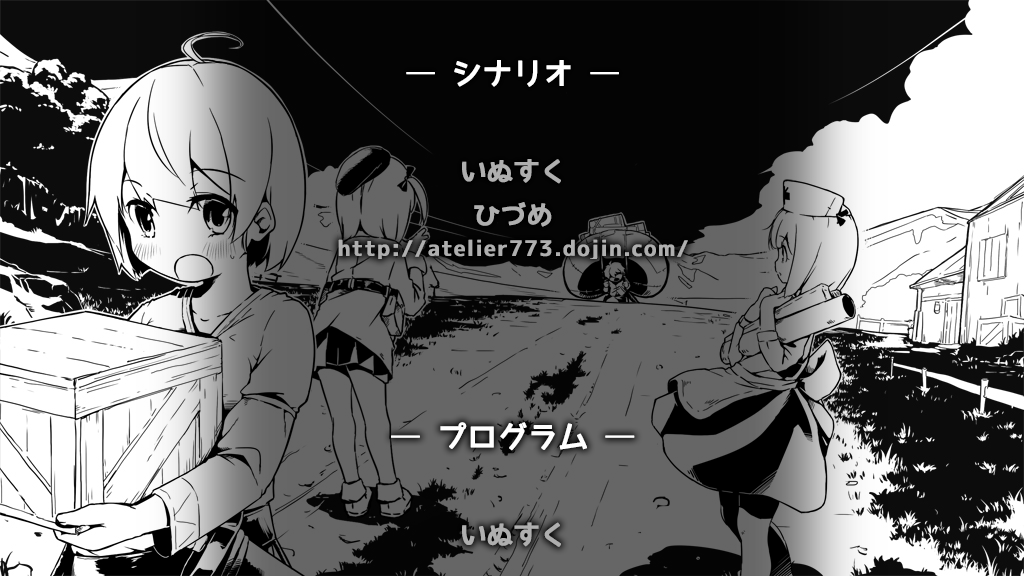 ― シナリオ ―
いぬすく
ひづめ
http://atelier773.dojin.com/
― プログラム ―
いぬすく